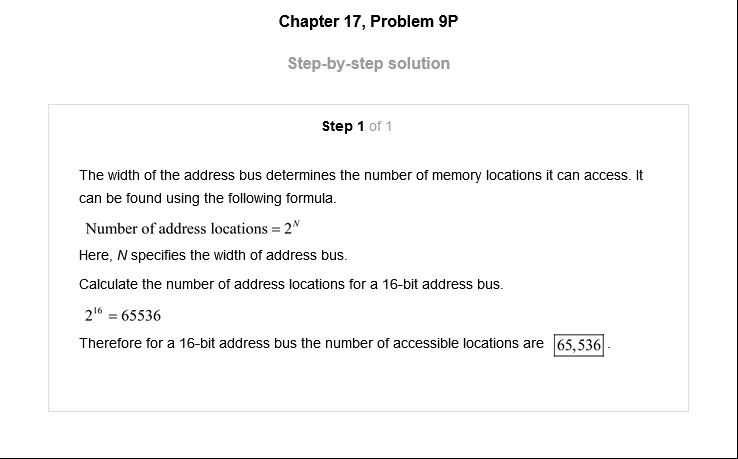 Chapter 17, Problem 9P
Step-by-step solution
Step 1 of 1
The width of the address bus determines the number of memory locations it can access. It
can be found using the following formula.
Number of address locations = 2^N
Here, N specifies the width of address bus.
Calculate the number of address locations for a 16-bit address bus.
2^16 = 65536
Therefore for a 16-bit address bus the number of accessible locations are 65,536 .